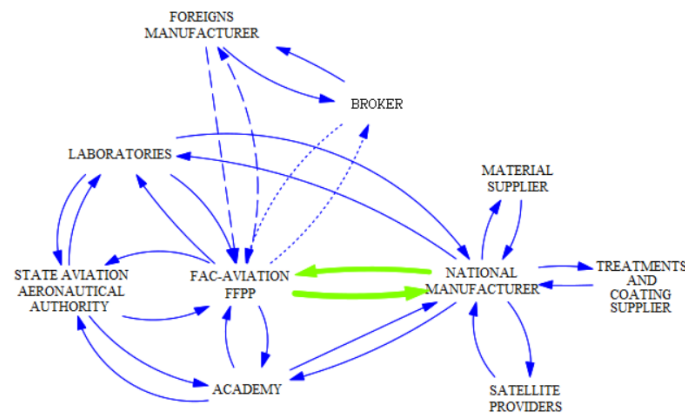 FOREIGNS
MANUFACTURER
BROKER
LABORATORIES
MATERIAL
SUPPLIER
STATE AVIATION
AERONAUTICAL
AUTHORITY
FAC-AVIATION
FFPP
NATIONAL
MANUFACTURER
TREATMENTS
AND
COATING
SUPPLIER
ACADEMY
SATELLITE
PROVIDERS